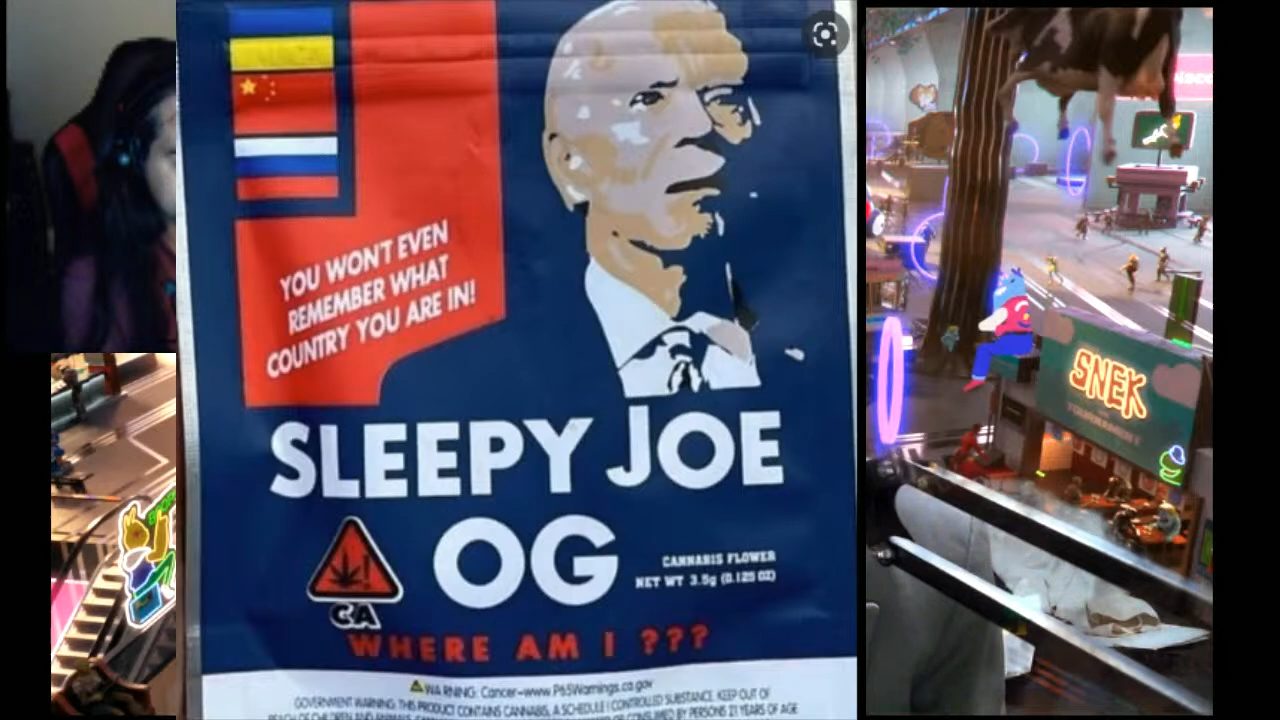 YOU WON'T EVEN
REMEMBER WHAT
COUNTRY YOU ARE IN!
SLEEPY JOE
OG
CANNABIS FLOWER
NET WT 3.5g (0.125 OZ)
CA
WHERE AM I ???
WARNING: Cancer-www.P65Warnings.ca.gov
GOVERNMENT WARNING: THIS PRODUCT CONTAINS CANNABIS, A SCHEDULE I CONTROLLED SUBSTANCE. KEEP OUT OF
SNEK
TOURNAMENT